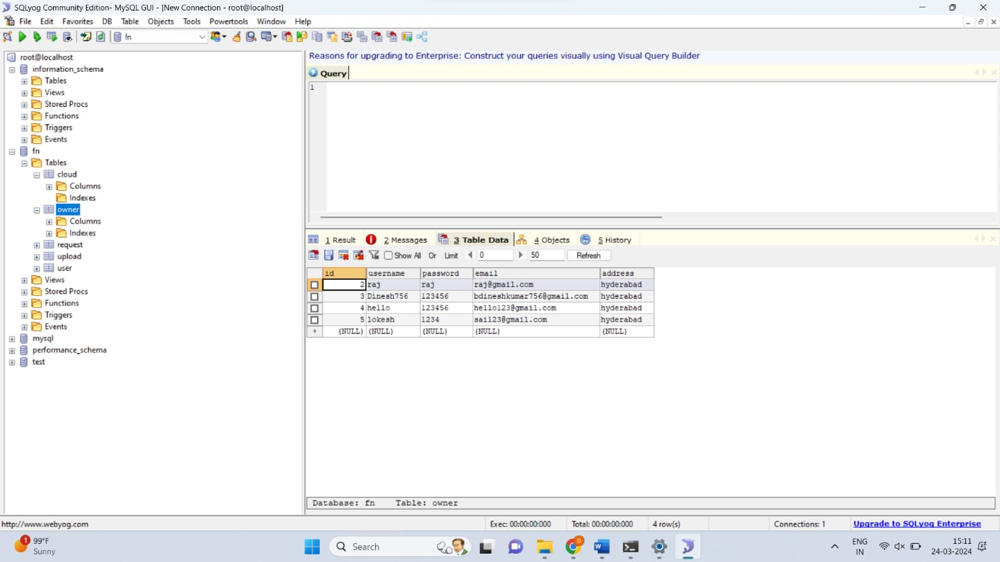 SQLyog Community Edition- MySQL GUI - [New Connection - root@localhost]
File Edit Favorites DB Table Objects Tools Powertools Window Help
fn
root@localhost
information_schema
Tables
Views
Stored Procs
Functions
Triggers
Events
fn
Tables
cloud
Columns
Indexes
owner
Columns
Indexes
request
upload
user
Views
Stored Procs
Functions
Triggers
Events
mysql
performance_schema
test
Reasons for upgrading to Enterprise: Construct your queries visually using Visual Query Builder
Query
1
1 Result 2 Messages 3 Table Data 4 Objects 5 History
Show All Or Limit 0 50 Refresh
id username password email address
2 raj raj raj@gmail.com hyderabad
3 Dinesh756 123456 bdineshkumar756@gmail.com hyderabad
4 hello 123456 hello123@gmail.com hyderabad
5 lokesh 1234 sai123@gmail.com hyderabad
* (NULL) (NULL) (NULL) (NULL) (NULL)
Database: fn Table: owner
http://www.webyog.com Exec: 00:00:00:000 Total: 00:00:00:000 4 row(s) Connections: 1 Upgrade to SQLyog Enterprise
1 99°F
Sunny
Search
D
ENG
IN
15:11
24-03-2024